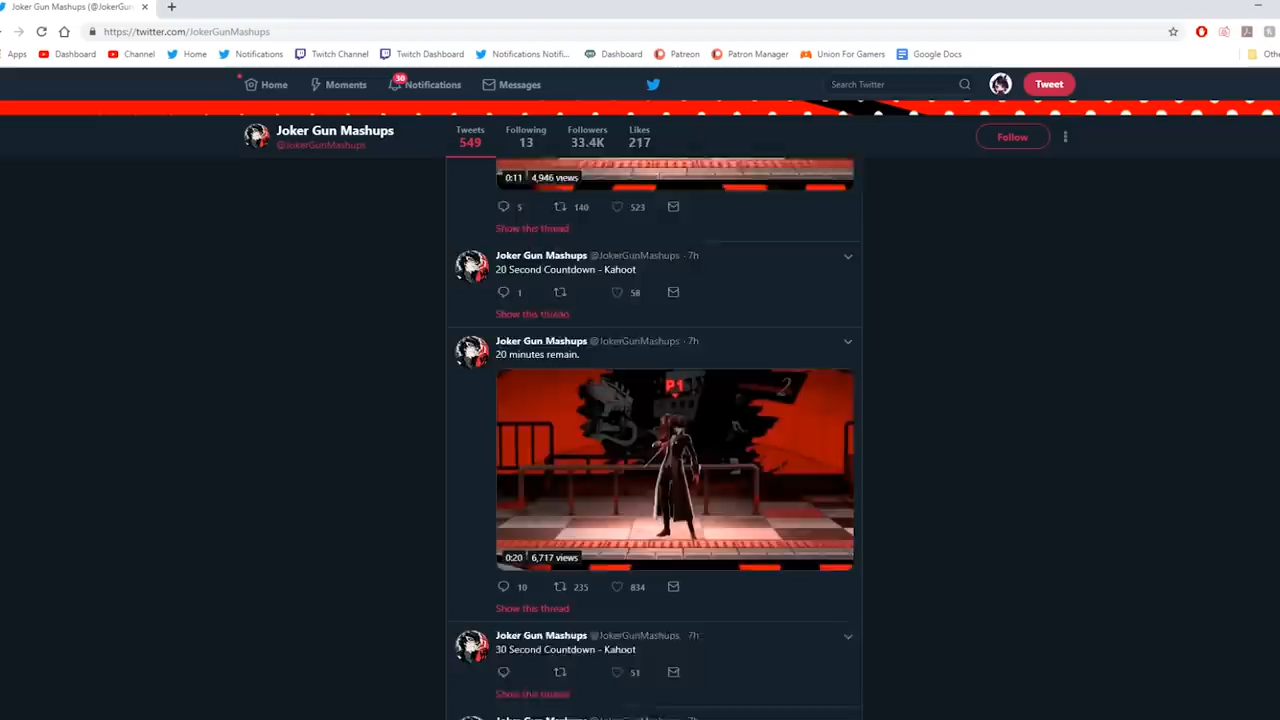 Joker Gun Mashups (@JokerGun
https://twitter.com/JokerGunMashups
Apps Dashboard Channel Home Notifications Twitch Channel Twitch Dashboard Notifications Notifi... Dashboard Patreon Patron Manager Union For Gamers Google Docs
Home Moments 30 Notifications Messages Search Twitter Tweet
Joker Gun Mashups
@JokerGunMashups
Tweets Following Followers Likes
549 13 33.4K 217
Follow
0:11 4,946 views
5 140 523
Show this thread
Joker Gun Mashups @JokerGunMashups · 7h
20 Second Countdown - Kahoot
1 58
Show this thread
Joker Gun Mashups @JokerGunMashups · 7h
20 minutes remain.
P1
2
0:20 6,717 views
10 235 834
Show this thread
Joker Gun Mashups @JokerGunMashups · 7h
30 Second Countdown - Kahoot
51
Show this thread